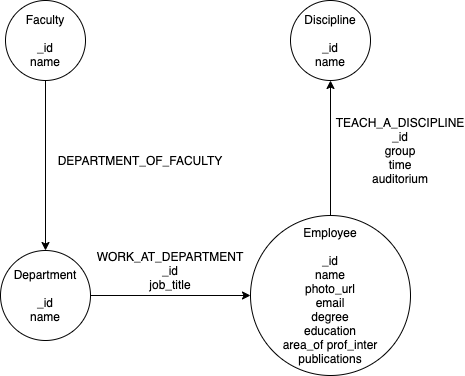 Faculty
_id
name
Discipline
_id
name
TEACH_A_DISCIPLINE
_id
group
time
auditorium
DEPARTMENT_OF_FACULTY
Department
_id
name
WORK_AT_DEPARTMENT
_id
job_title
Employee
_id
name
photo_url
email
degree
education
area_of prof_inter
publications